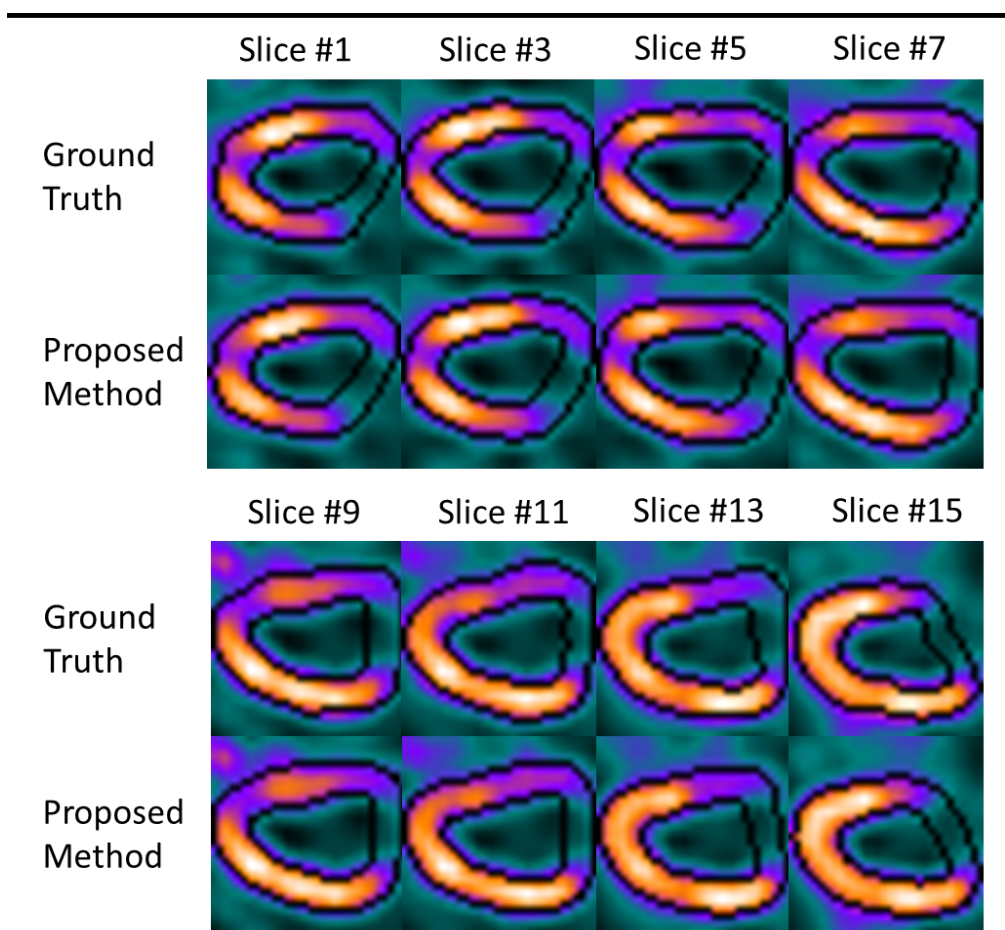 Slice #1 Slice #3 Slice #5 Slice #7
Ground
Truth
Proposed
Method
Slice #9 Slice #11 Slice #13 Slice #15
Ground
Truth
Proposed
Method